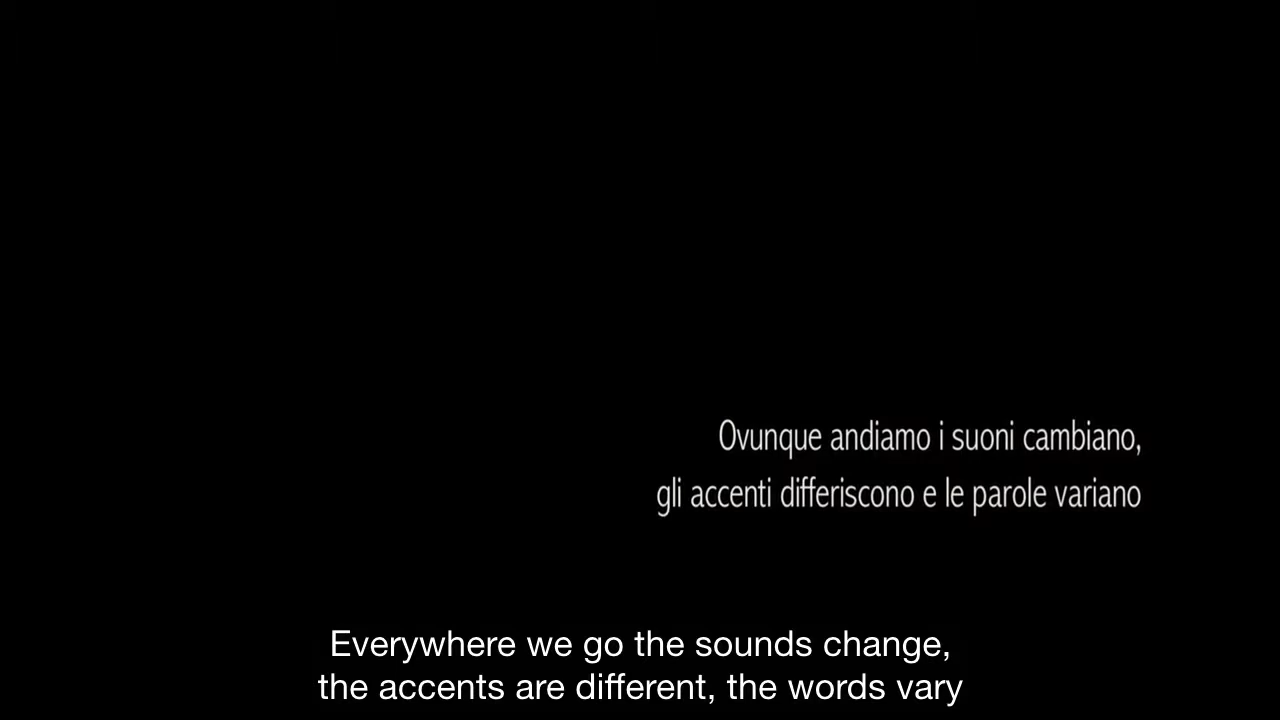 Ovunque andiamo i suoni cambiano,
gli accenti differiscono e le parole variano
Everywhere we go the sounds change,
the accents are different, the words vary